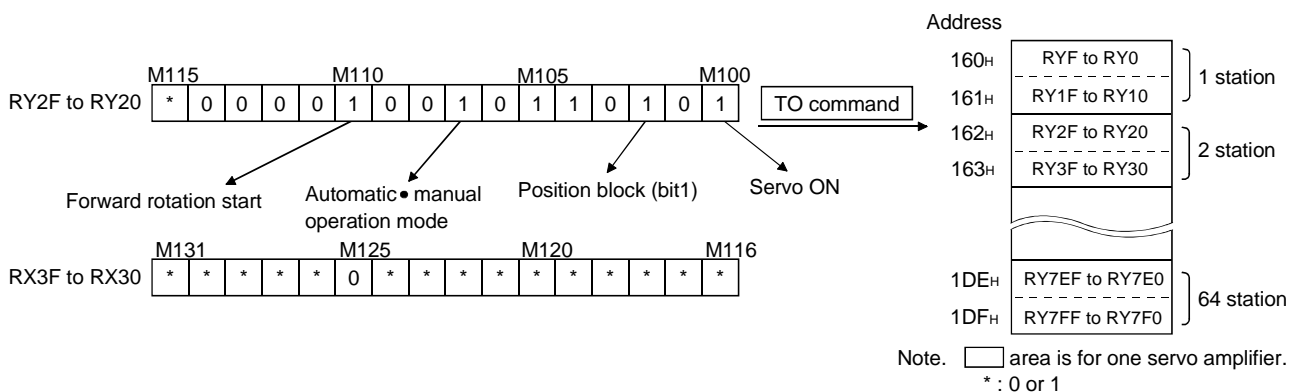 Address
M115 M110 M105 M100
RY2F to RY20 * 0 0 0 0 1 0 0 1 0 1 1 0 1 0 1
TO command
Forward rotation start
Automatic • manual
operation mode
Position block (bit1)
Servo ON
M131 M125 M120 M116
RX3F to RX30 * * * * * 0 * * * * * * * * * *
160H RYF to RY0
161H RY1F to RY10
1 station
162H RY2F to RY20
163H RY3F to RY30
2 station
1DEH RY7EF to RY7E0
1DFH RY7FF to RY7F0
64 station
Note. area is for one servo amplifier.
* : 0 or 1